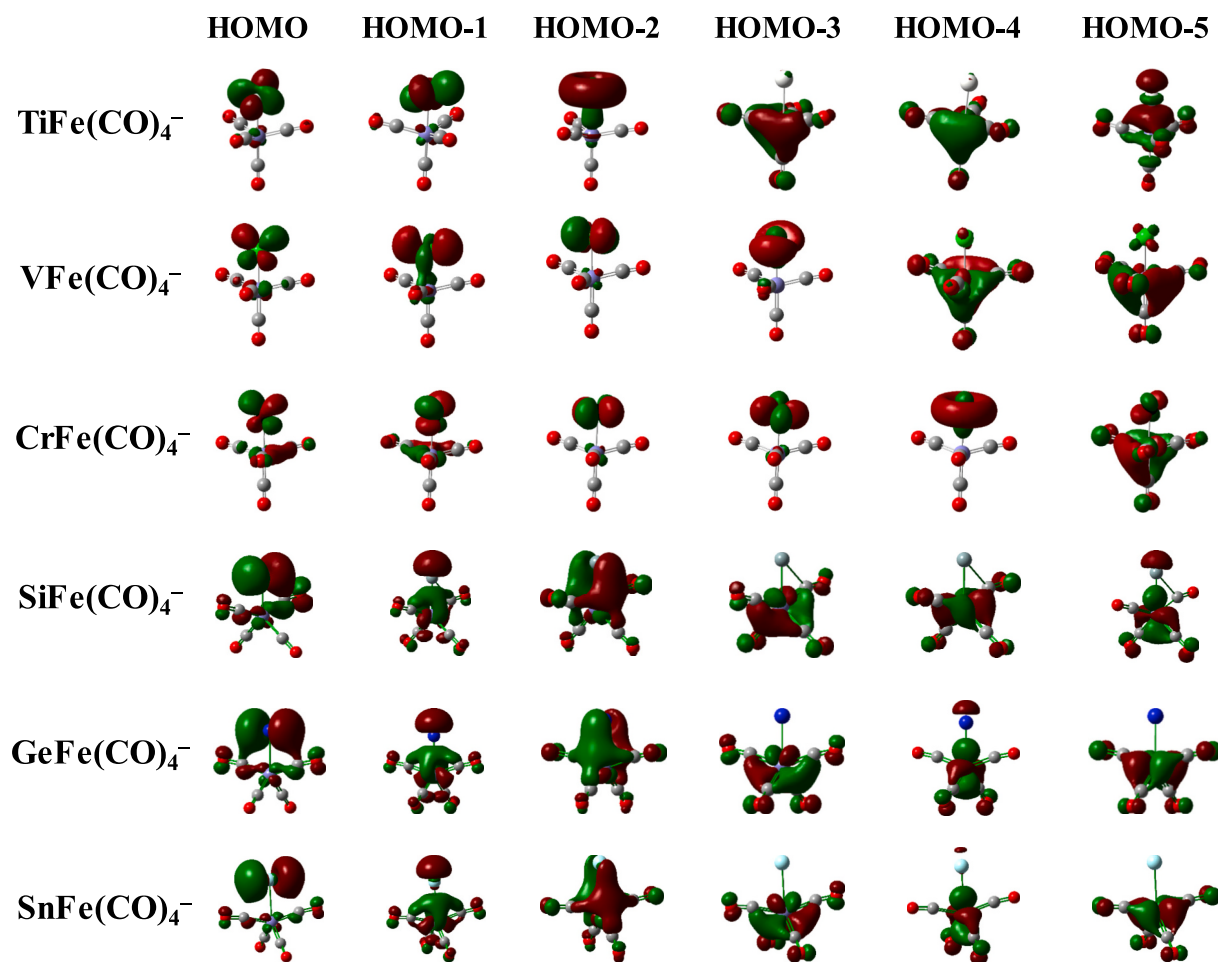 HOMO HOMO-1 HOMO-2 HOMO-3 HOMO-4 HOMO-5
TiFe(CO)₄⁻
VFe(CO)₄⁻
CrFe(CO)₄⁻
SiFe(CO)₄⁻
GeFe(CO)₄⁻
SnFe(CO)₄⁻